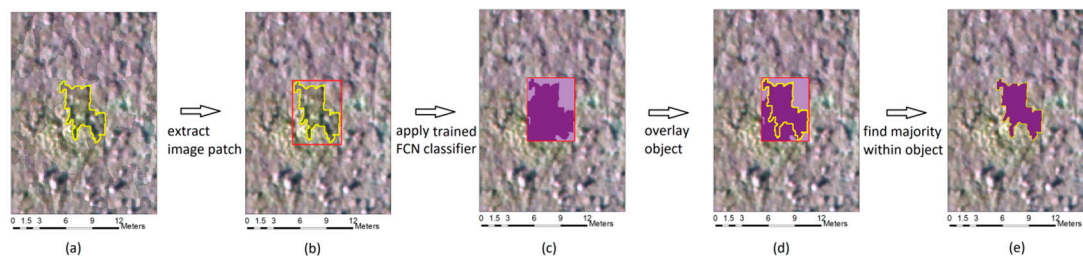 extract
image patch
apply trained
FCN classifier
overlay
object
find majority
within object
0 1.5 3 6 9 12
Meters
0 1.5 3 6 9 12
Meters
0 1.5 3 6 9 12
Meters
0 1.5 3 6 9 12
Meters
0 1.5 3 6 9 12
Meters
(a)
(b)
(c)
(d)
(e)